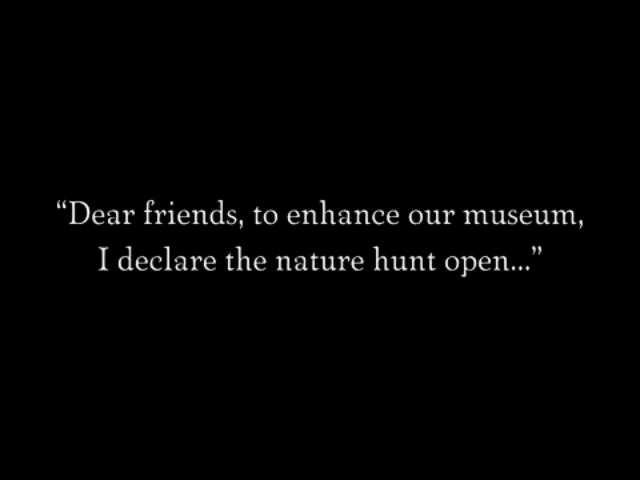 “Dear friends, to enhance our museum,
I declare the nature hunt open...”